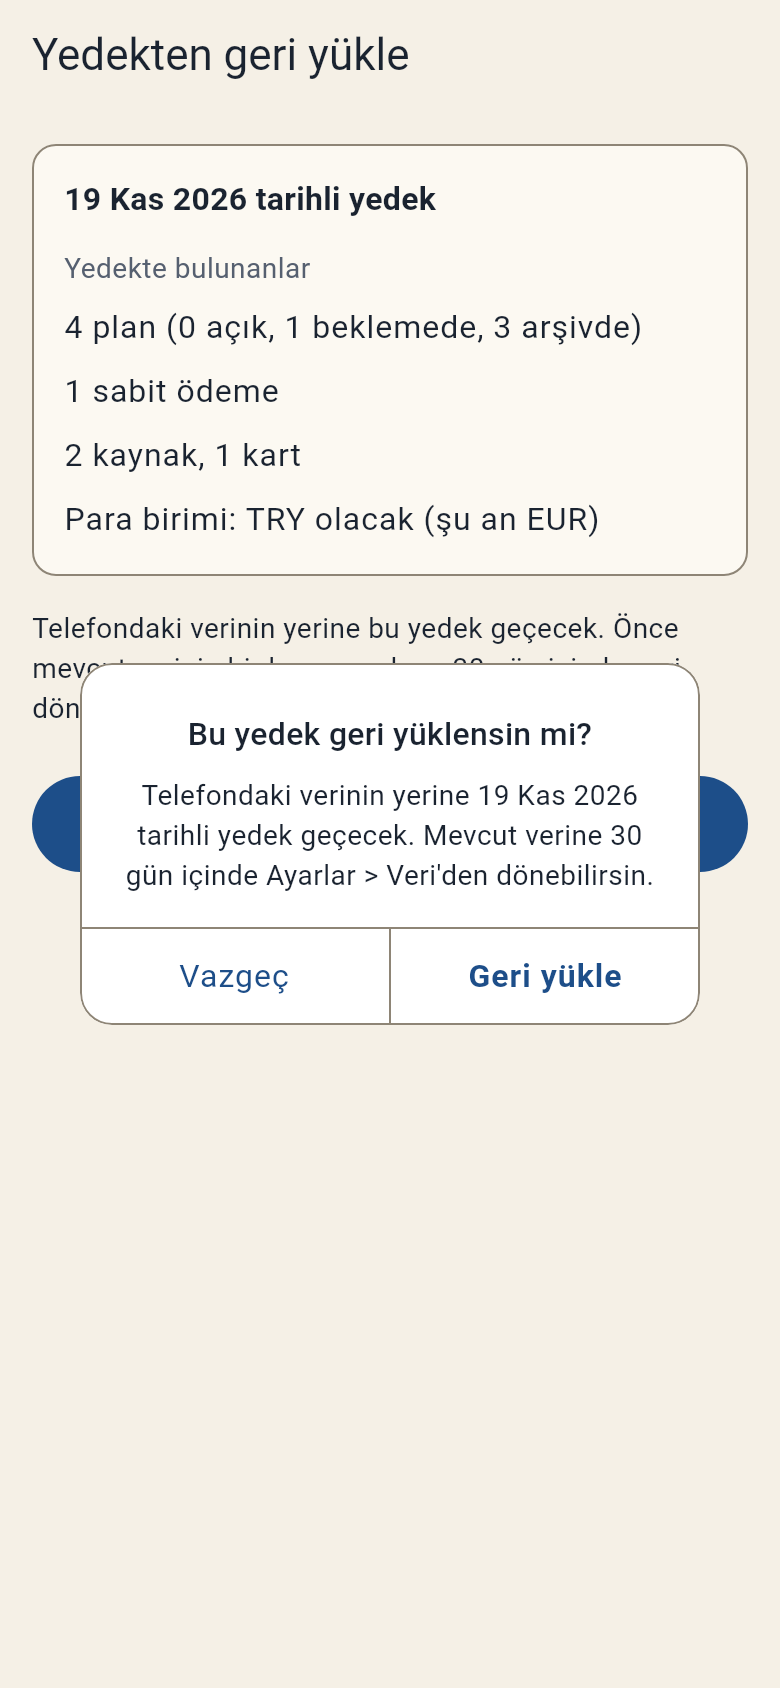 Yedekten geri yükle
19 Kas 2026 tarihli yedek
Yedekte bulunanlar
4 plan (0 açık, 1 beklemede, 3 arşivde)
1 sabit ödeme
2 kaynak, 1 kart
Para birimi: TRY olacak (şu an EUR)
Telefondaki verinin yerine bu yedek geçecek. Önce
Bu yedek geri yüklensin mi?
Telefondaki verinin yerine 19 Kas 2026
tarihli yedek geçecek. Mevcut verine 30
gün içinde Ayarlar > Veri'den dönebilirsin.
Vazgeç
Geri yükle